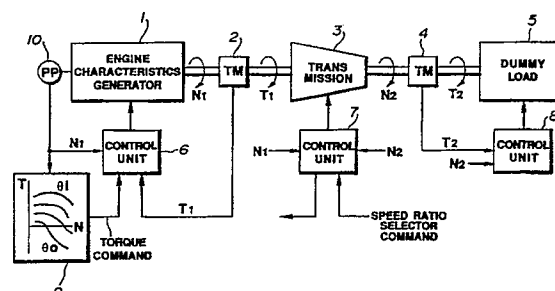 10
1
2
3
4
5
PP
ENGINE
CHARACTERISTICS
GENERATOR
N1
TM
T1
TRANS
MISSION
N2
TM
T2
DUMMY
LOAD
N1
CONTROL
UNIT
6
7
N1
CONTROL
UNIT
N2
T2
N2
CONTROL
UNIT
8
T
θI
N
θo
TORQUE
COMMAND
T1
SPEED RATIO
SELECTOR
COMMAND